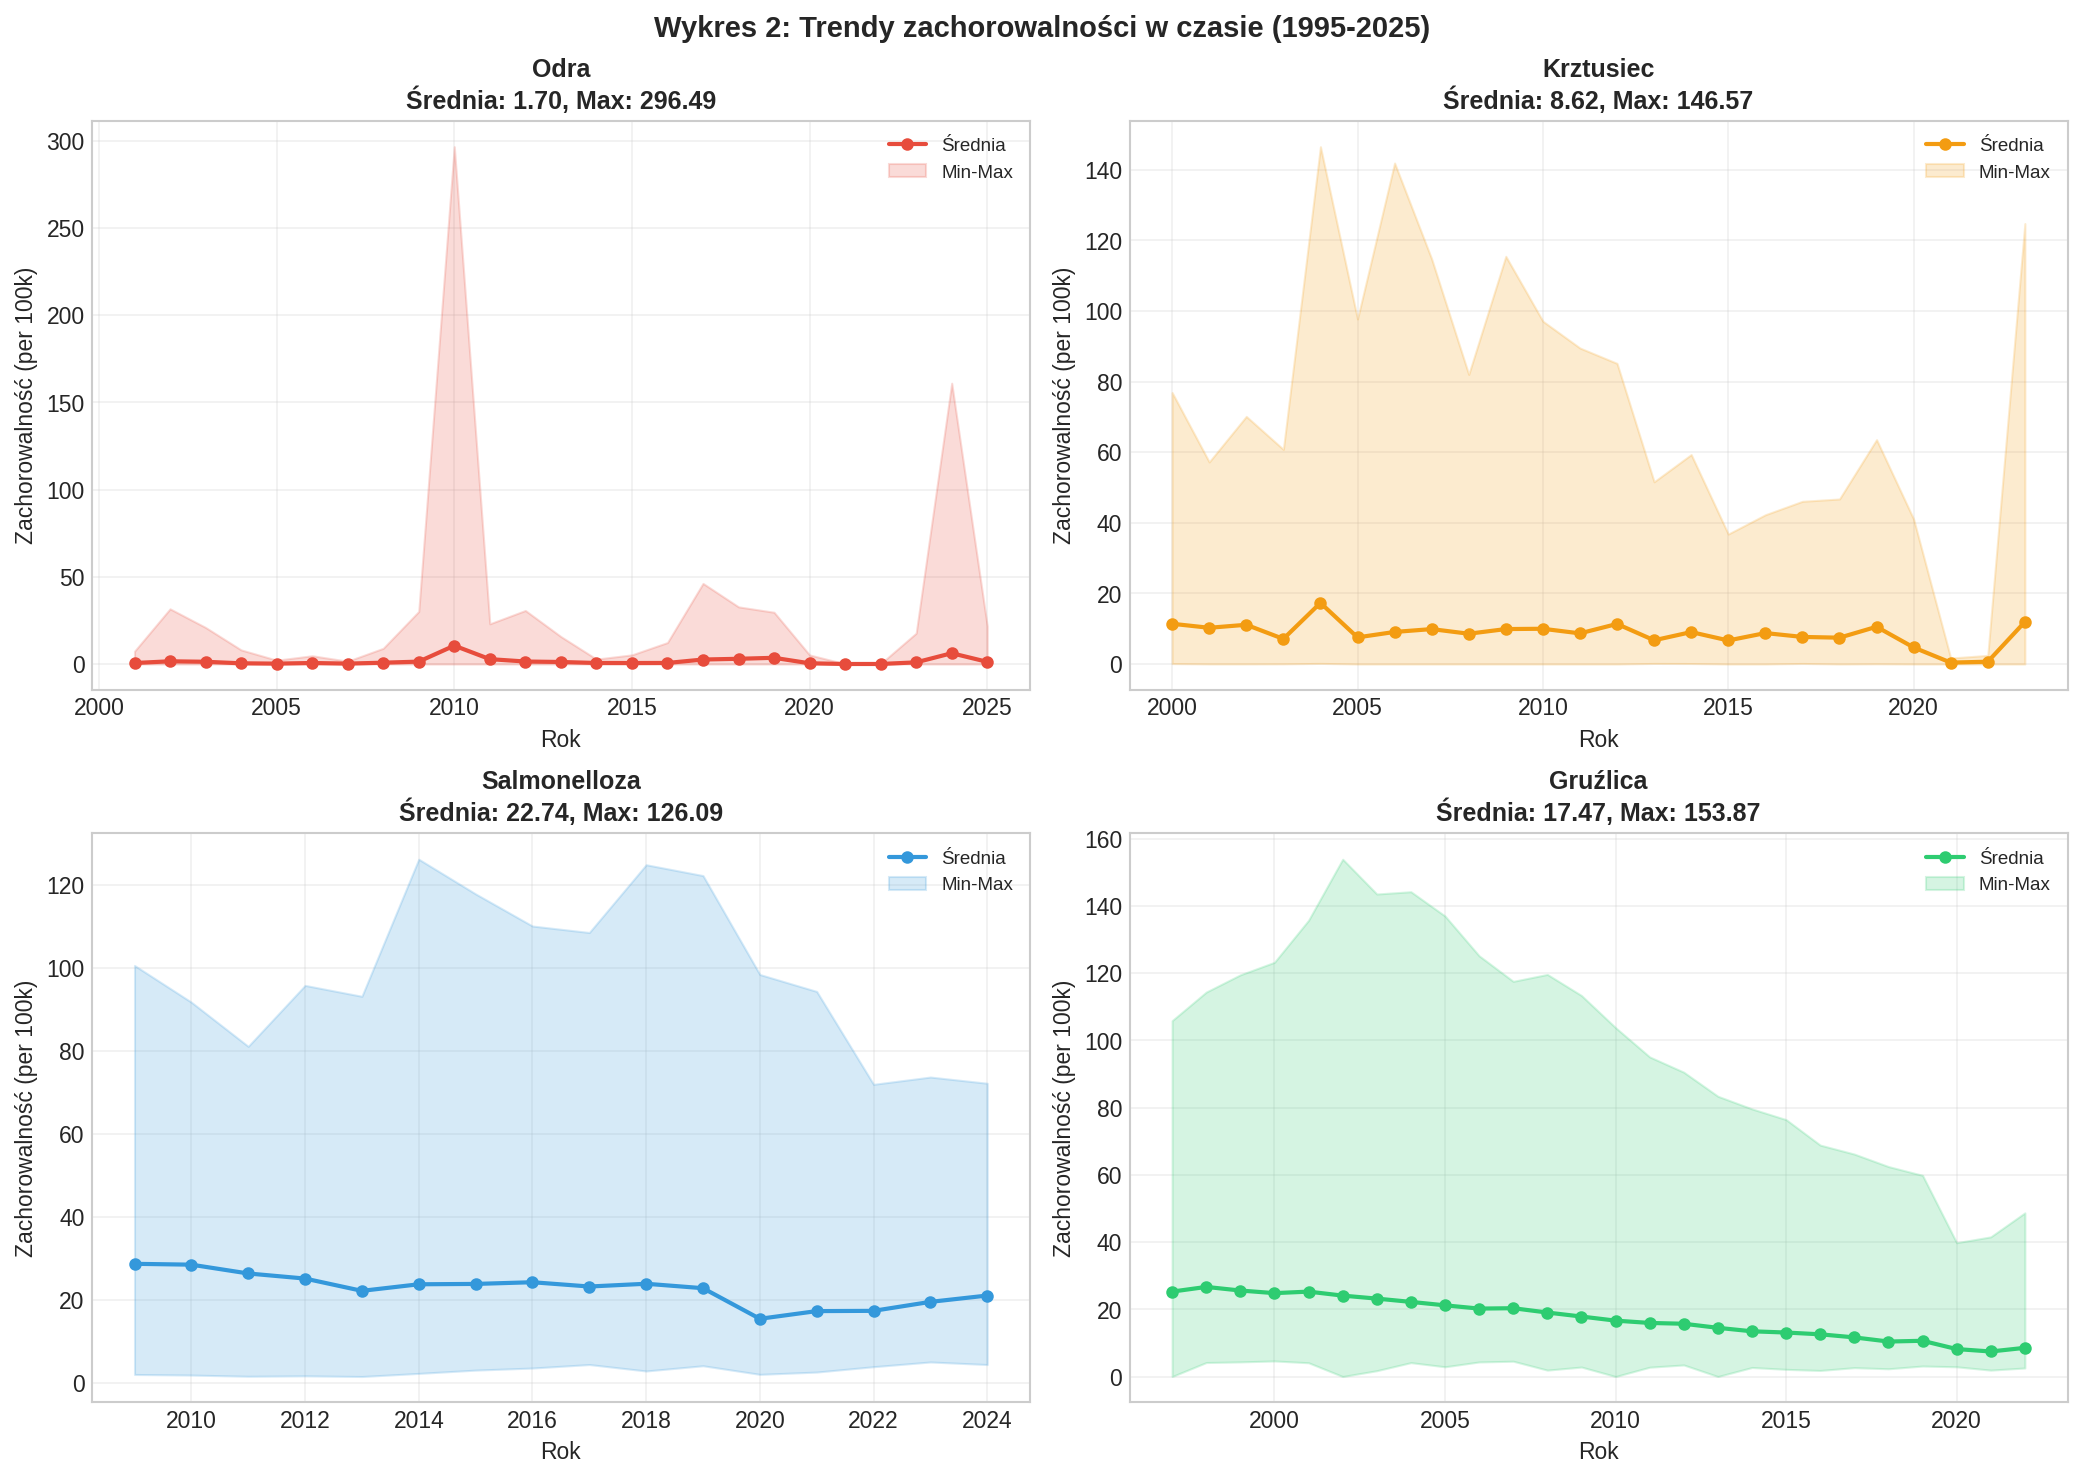 Wykres 2: Trendy zachorowalności w czasie (1995-2025)
Odra
Średnia: 1.70, Max: 296.49
Zachorowalność (per 100k)
300
250
200
150
100
50
0
Średnia
Min-Max
2000 2005 2010 2015 2020 2025
Rok
Krztusiec
Średnia: 8.62, Max: 146.57
Zachorowalność (per 100k)
140
120
100
80
60
40
20
0
Średnia
Min-Max
2000 2005 2010 2015 2020
Rok
Salmonelloza
Średnia: 22.74, Max: 126.09
Zachorowalność (per 100k)
120
100
80
60
40
20
0
Średnia
Min-Max
2010 2012 2014 2016 2018 2020 2022 2024
Rok
Gruźlica
Średnia: 17.47, Max: 153.87
Zachorowalność (per 100k)
160
140
120
100
80
60
40
20
0
Średnia
Min-Max
2000 2005 2010 2015 2020
Rok